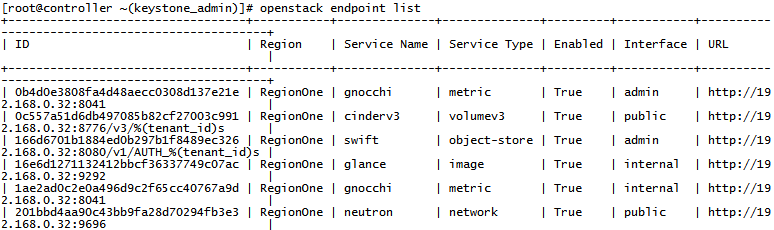 [root@controller ~(keystone_admin)]# openstack endpoint list
+----------------------------------+-----------+--------------+--------------+---------+-----------+---------
-----------------------------------+
| ID                               | Region    | Service Name | Service Type | Enabled | Interface | URL
                                   |
+----------------------------------+-----------+--------------+--------------+---------+-----------+---------
-----------------------------------+
| 0b4d0e3808fa4d48aecc0308d137e21e | RegionOne | gnocchi      | metric       | True    | admin     | http://19
2.168.0.32:8041                    |
| 0c557a51d6db497085b82cf27003c991 | RegionOne | cinderv3     | volumev3     | True    | public    | http://19
2.168.0.32:8776/v3/%(tenant_id)s   |
| 166d6701b1884ed0b297b1f8489ec326 | RegionOne | swift        | object-store | True    | admin     | http://19
2.168.0.32:8080/v1/AUTH_%(tenant_id)s |
| 16e6d1271132412bbcf36337749c07ac | RegionOne | glance       | image        | True    | internal  | http://19
2.168.0.32:9292                    |
| 1ae2ad0c2e0a496d9c2f65cc40767a9d | RegionOne | gnocchi      | metric       | True    | internal  | http://19
2.168.0.32:8041                    |
| 201bbd4aa90c43bb9fa28d70294fb3e3 | RegionOne | neutron      | network      | True    | public    | http://19
2.168.0.32:9696                    |